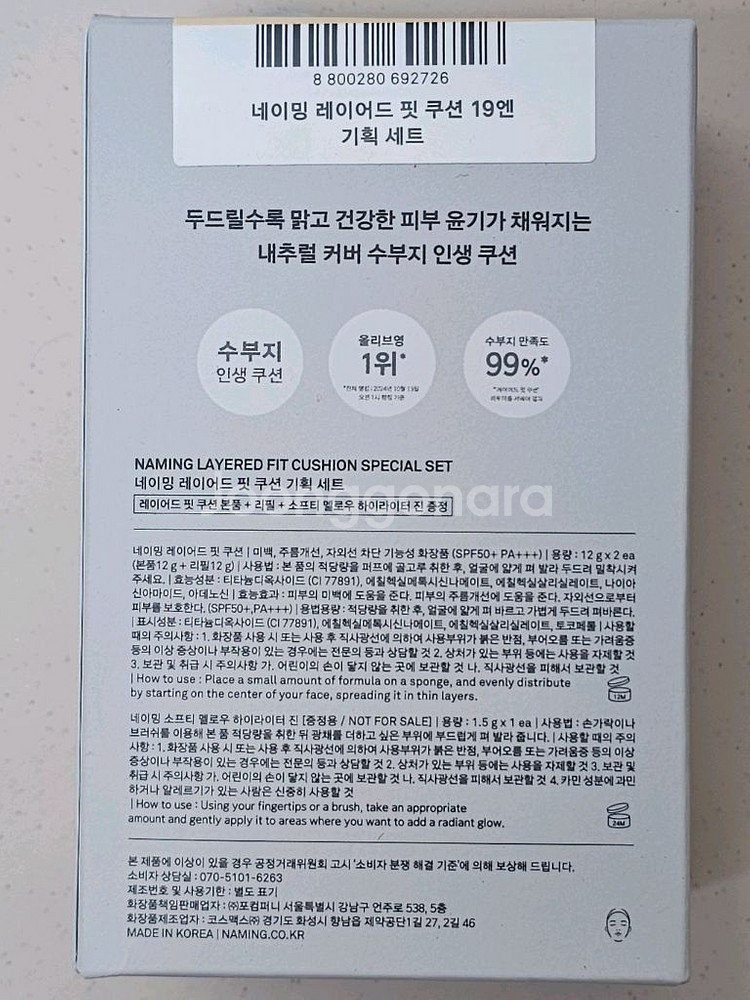 8 800280 692726
네이밍 레이어드 핏 쿠션 19엔
기획 세트
두드릴수록 맑고 건강한 피부 윤기가 채워지는
내추럴 커버 수부지 인생 쿠션
수부지
인생 쿠션
올리브영
1위*
*전체 랭킹 : 2024년 10월 13일
오전 1시 랭킹 기준
수부지 만족도
99%*
*레이어드 핏 쿠션
NAMING LAYERED FIT CUSHION SPECIAL SET
네이밍 레이어드 핏 쿠션 기획 세트
레이어드 핏 쿠션 본품 + 리필 + 소프티 멜로우 하이라이터 진 증정
joonggonara
네이밍 레이어드 핏 쿠션 | 미백, 주름개선, 자외선 차단 기능성 화장품 (SPF50+ PA+++) | 용량 : 12 g x 2 ea
(본품12 g + 리필12 g) | 사용법 : 본 품의 적당량을 퍼프에 골고루 취한 후, 얼굴에 얇게 펴 발라 두드려 밀착시켜
주세요. | 효능성분 : 티타늄디옥사이드 (CI 77891), 에칠헥실메톡시신나메이트, 에칠헥실살리실레이트, 나이아
신아마이드, 아데노신 | 효능효과 : 피부의 미백에 도움을 준다. 피부의 주름개선에 도움을 준다. 자외선으로부터
피부를 보호한다. (SPF50+,PA+++) | 용법용량 : 적당량을 취한 후, 얼굴에 얇게 펴 바르고 가볍게 두드려 펴바른다.
| 표시성분 : 티타늄디옥사이드 (CI 77891), 에칠헥실메톡시신나메이트, 에칠헥실살리실레이트, 토코페롤 | 사용할
때의 주의사항 : 1. 화장품 사용 시 또는 사용 후 직사광선에 의하여 사용부위가 붉은 반점, 부어오름 또는 가려움증
등의 이상 증상이나 부작용이 있는 경우에는 전문의 등과 상담할 것 2. 상처가 있는 부위 등에는 사용을 자제할 것
3. 보관 및 취급 시 주의사항 가. 어린이의 손이 닿지 않는 곳에 보관할 것 나. 직사광선을 피해서 보관할 것
| How to use : Place a small amount of formula on a sponge, and evenly distribute
by starting on the center of your face, spreading it in thin layers.
12M
네이밍 소프티 멜로우 하이라이터 진 [증정용 / NOT FOR SALE] | 용량 : 1.5 g x 1 ea | 사용법 : 손가락이나
브러쉬를 이용해 본 품 적당량을 취한 뒤 광채를 더하고 싶은 부위에 부드럽게 펴 발라 줍니다. | 사용할 때의 주의
사항 : 1. 화장품 사용 시 또는 사용 후 직사광선에 의하여 사용부위가 붉은 반점, 부어오름 또는 가려움증 등의 이상
증상이나 부작용이 있는 경우에는 전문의 등과 상담할 것 2. 상처가 있는 부위 등에는 사용을 자제할 것 3. 보관 및
취급 시 주의사항 가. 어린이의 손이 닿지 않는 곳에 보관할 것 나. 직사광선을 피해서 보관할 것 4. 카민 성분에 과민
하거나 알레르기가 있는 사람은 신중히 사용할 것
| How to use : Using your fingertips or a brush, take an appropriate
amount and gently apply it to areas where you want to add a radiant glow.
24M
본 제품에 이상이 있을 경우 공정거래위원회 고시 '소비자 분쟁 해결 기준'에 의해 보상해 드립니다.
소비자 상담실 : 070-5101-6263
제조번호 및 사용기한 : 별도 표기
화장품책임판매업자 : ㈜포컴퍼니 서울특별시 강남구 언주로 538, 5층
화장품제조업자 : 코스맥스㈜ 경기도 화성시 향남읍 제약공단1길 27, 2길 46
MADE IN KOREA | NAMING.CO.KR